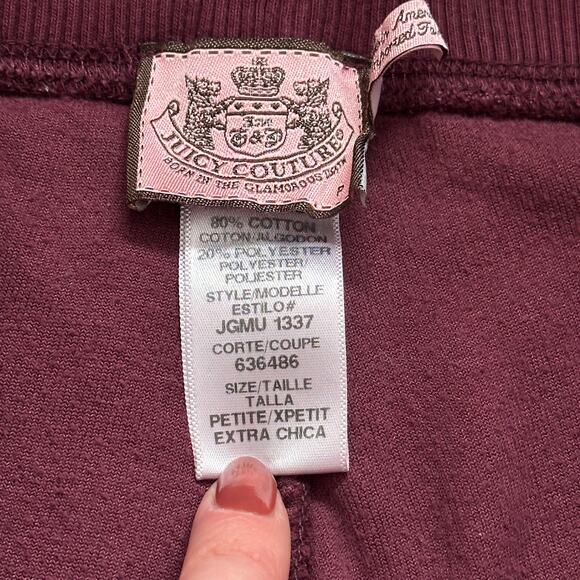 JUICY COUTURE
BORN IN THE GLAMOROUS
P
80% COTTON
COTON ALGODON
20% POLYESTER
POLYESTER/
POLIESTER
STYLE/MODELLE
ESTILO#
JGMU 1337
CORTE/COUPE
636486
SIZE/TAILLE
TALLA
PETITE/XPETIT
EXTRA CHICA